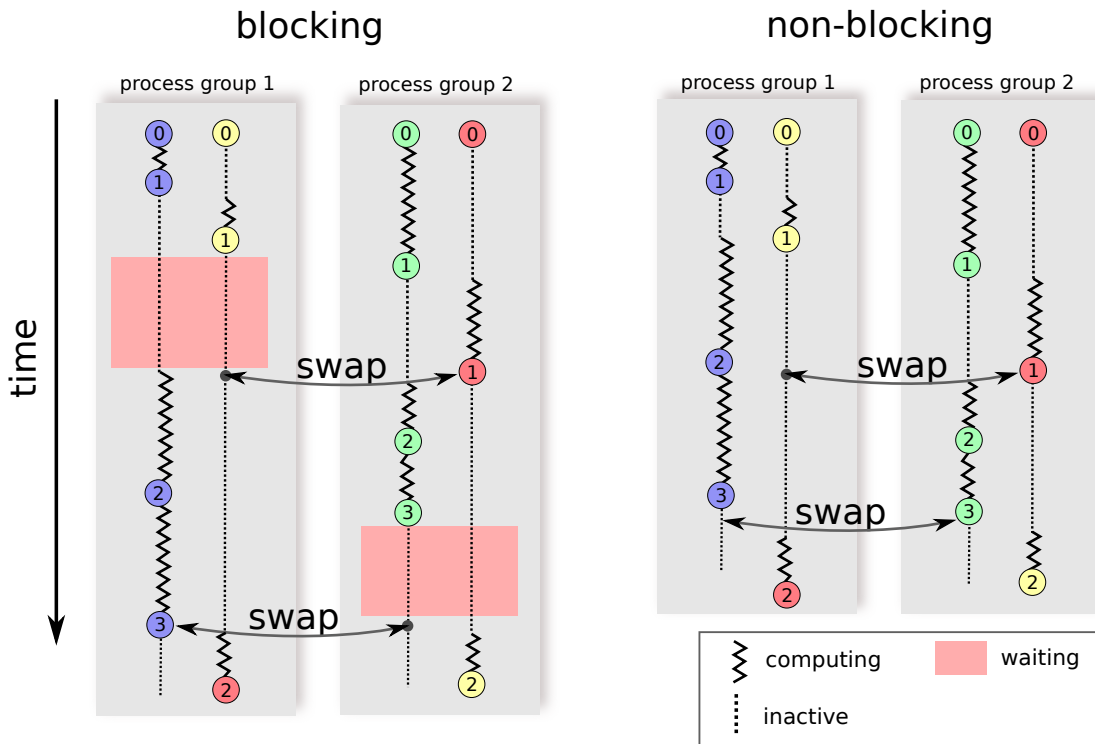 blocking
non-blocking
process group 1
process group 2
process group 1
process group 2
time
0
0
0
0
1
1
1
swap
1
2
2
3
swap
3
2
2
0
0
0
0
1
1
1
2
swap
1
2
3
swap
3
2
2
computing
waiting
inactive